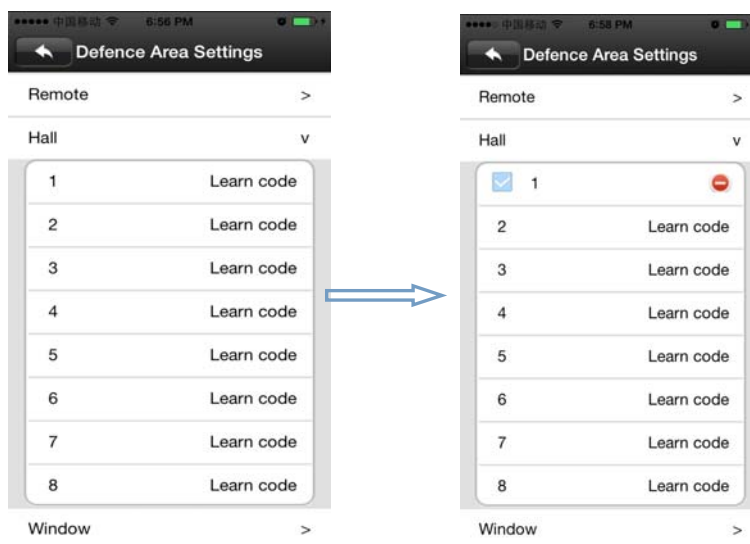 中国移动 6:56 PM
Defence Area Settings
Remote >
Hall v
1 Learn code
2 Learn code
3 Learn code
4 Learn code
5 Learn code
6 Learn code
7 Learn code
8 Learn code
Window >
中国移动 6:58 PM
Defence Area Settings
Remote >
Hall v
1
2 Learn code
3 Learn code
4 Learn code
5 Learn code
6 Learn code
7 Learn code
8 Learn code
Window >